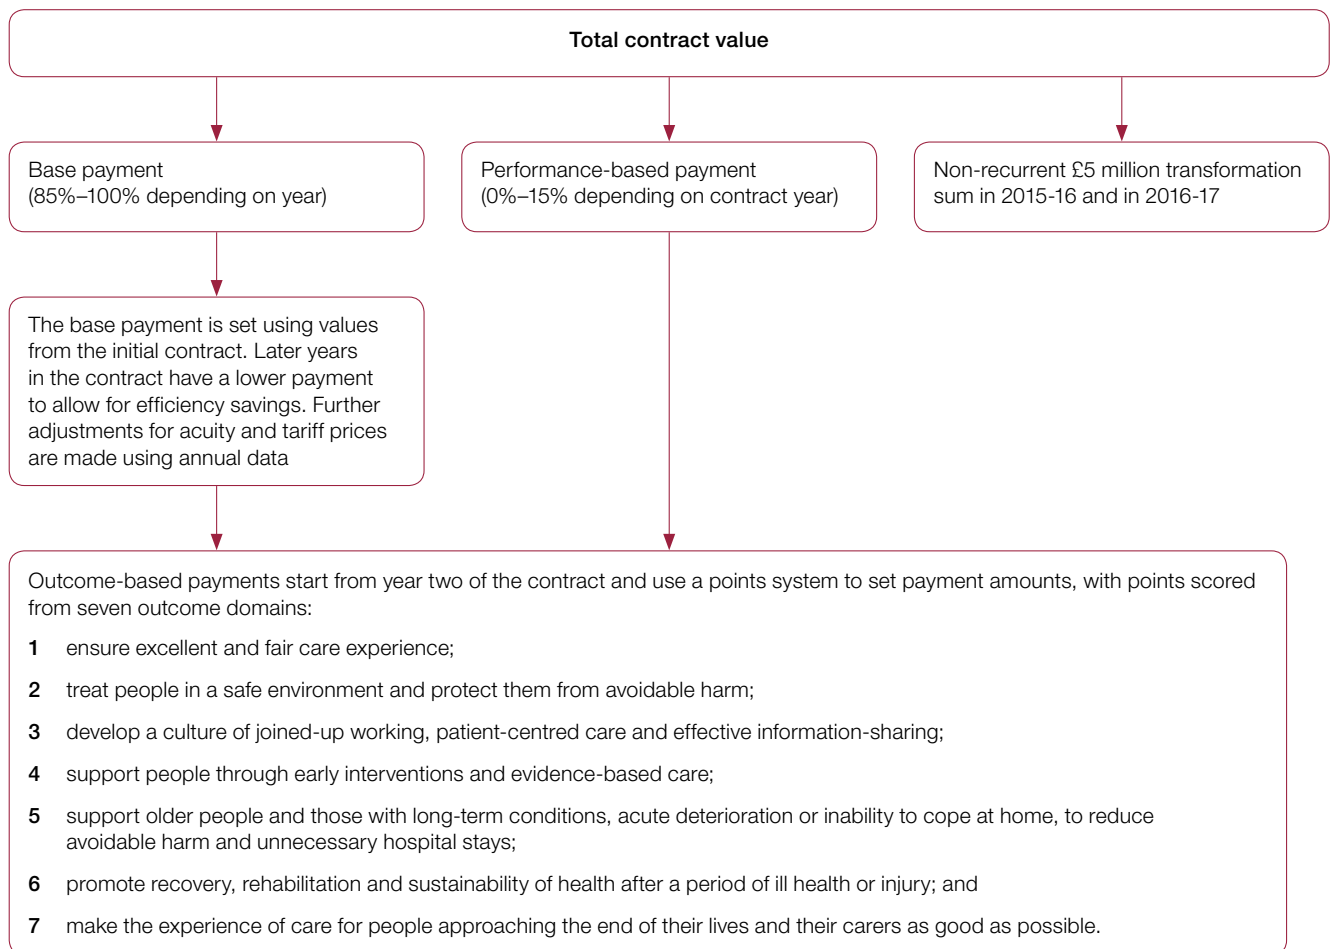 Total contract value
Base payment
(85%–100% depending on year)
Performance-based payment
(0%–15% depending on contract year)
Non-recurrent £5 million transformation
sum in 2015-16 and in 2016-17
The base payment is set using values
from the initial contract. Later years
in the contract have a lower payment
to allow for efficiency savings. Further
adjustments for acuity and tariff prices
are made using annual data
Outcome-based payments start from year two of the contract and use a points system to set payment amounts, with points scored
from seven outcome domains:
1 ensure excellent and fair care experience;
2 treat people in a safe environment and protect them from avoidable harm;
3 develop a culture of joined-up working, patient-centred care and effective information-sharing;
4 support people through early interventions and evidence-based care;
5 support older people and those with long-term conditions, acute deterioration or inability to cope at home, to reduce
avoidable harm and unnecessary hospital stays;
6 promote recovery, rehabilitation and sustainability of health after a period of ill health or injury; and
7 make the experience of care for people approaching the end of their lives and their carers as good as possible.